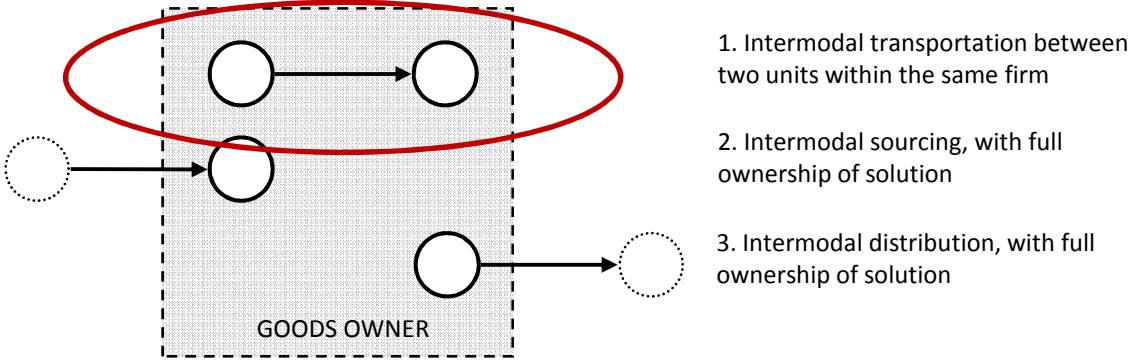 1. Intermodal transportation between
two units within the same firm
2. Intermodal sourcing, with full
ownership of solution
3. Intermodal distribution, with full
ownership of solution
GOODS OWNER